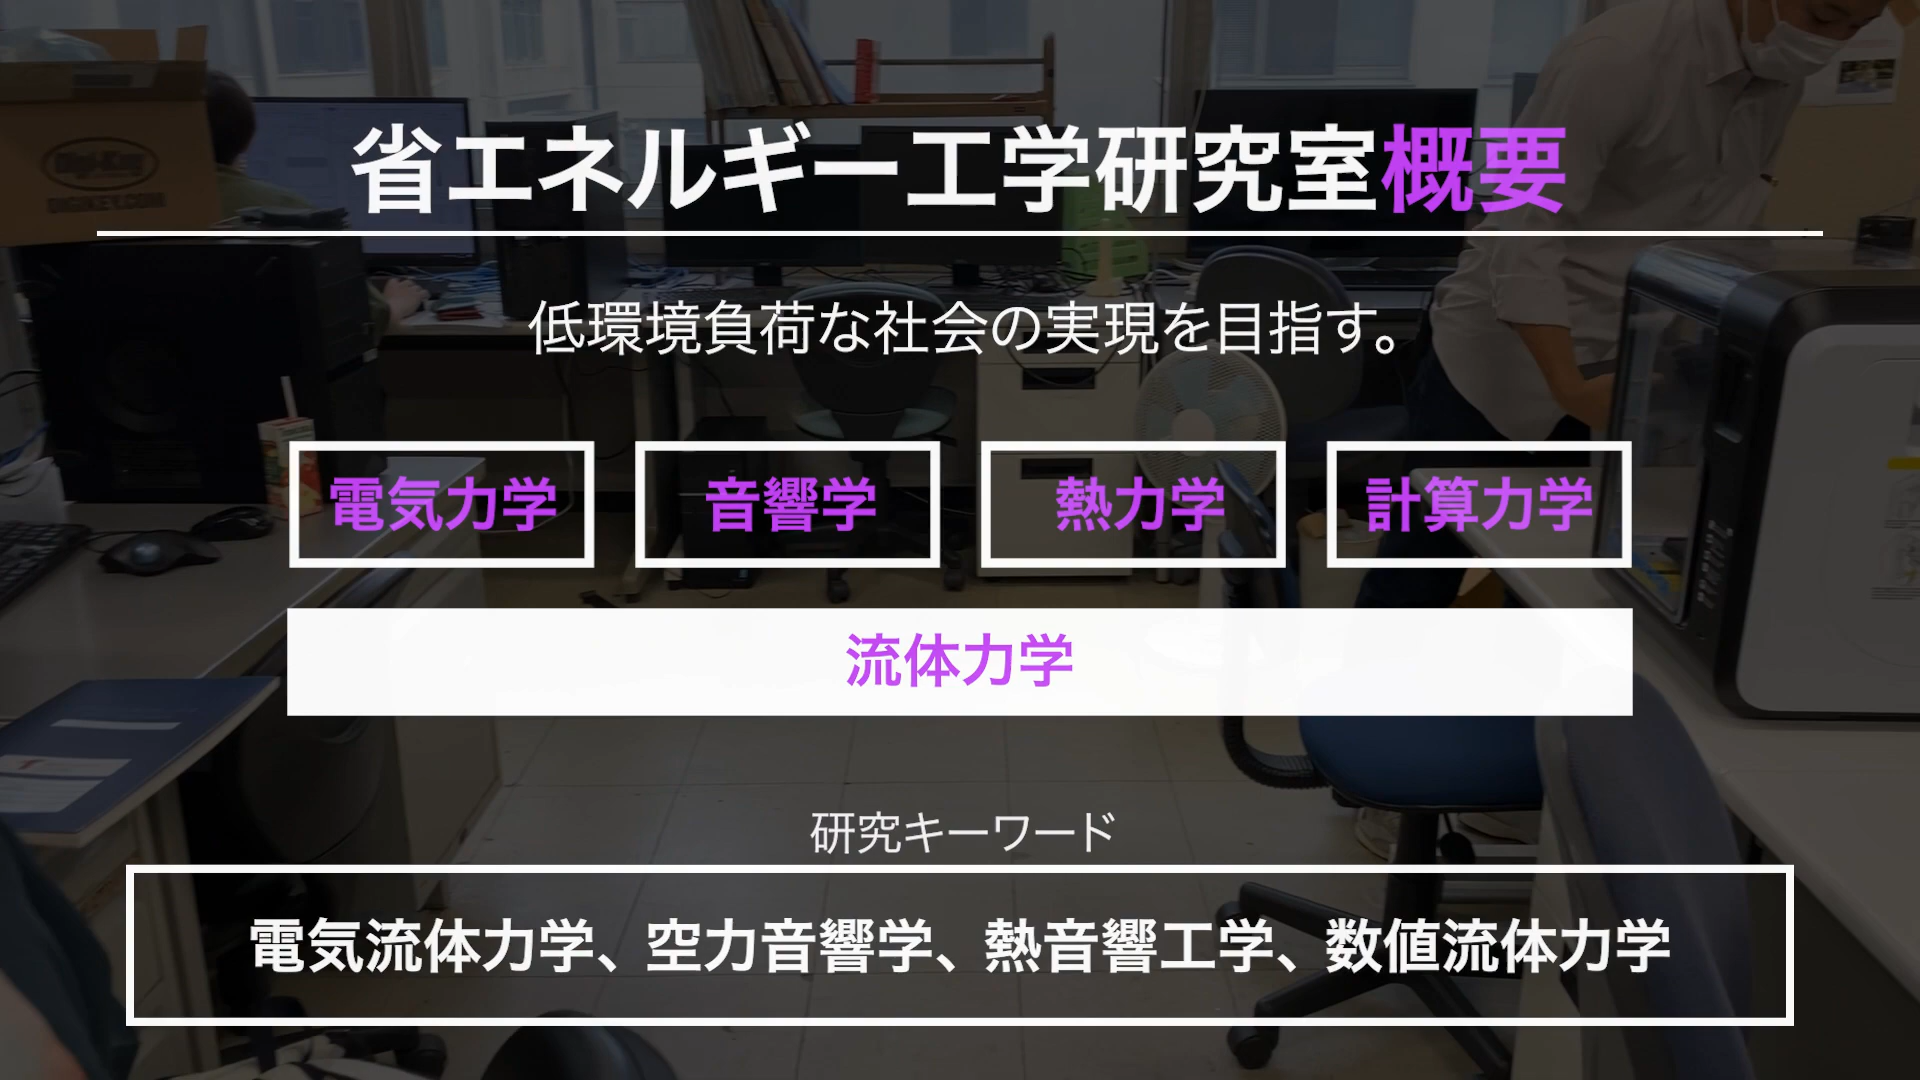 省エネルギー工学研究室概要
低環境負荷な社会の実現を目指す。
電気力学 音響学 熱力学 計算力学
流体力学
研究キーワード
電気流体力学、空力音響学、熱音響工学、数値流体力学